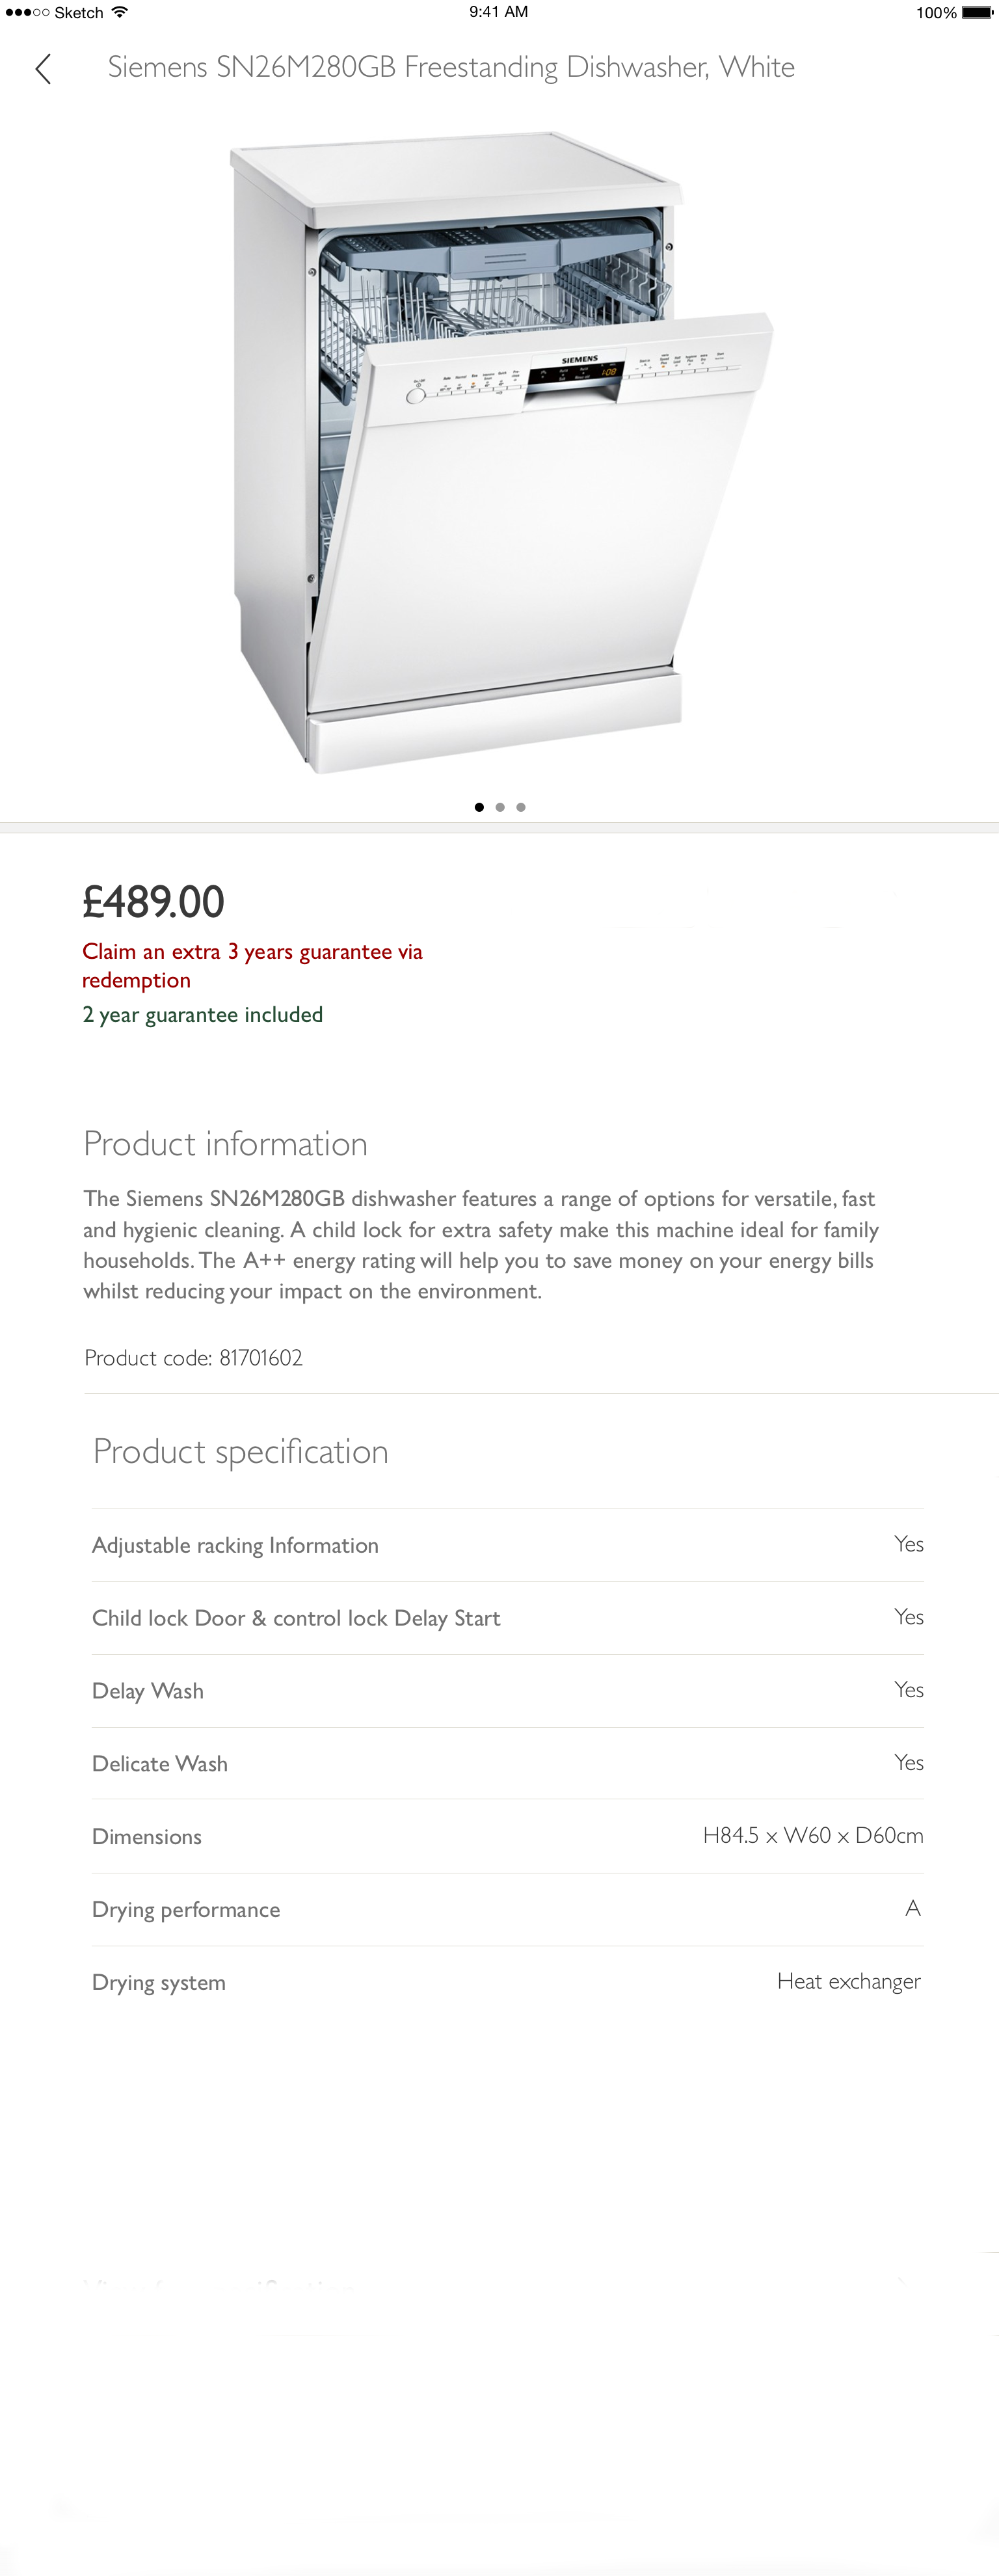 Sketch 9:41 AM 100%
Siemens SN26M280GB Freestanding Dishwasher, White
SIEMENS
£489.00
Claim an extra 3 years guarantee via
redemption
2 year guarantee included
Product information
The Siemens SN26M280GB dishwasher features a range of options for versatile, fast
and hygienic cleaning. A child lock for extra safety make this machine ideal for family
households. The A++ energy rating will help you to save money on your energy bills
whilst reducing your impact on the environment.
Product code: 81701602
Product specification
Adjustable racking Information Yes
Child lock Door & control lock Delay Start Yes
Delay Wash Yes
Delicate Wash Yes
Dimensions H84.5 x W60 x D60cm
Drying performance A
Drying system Heat exchanger